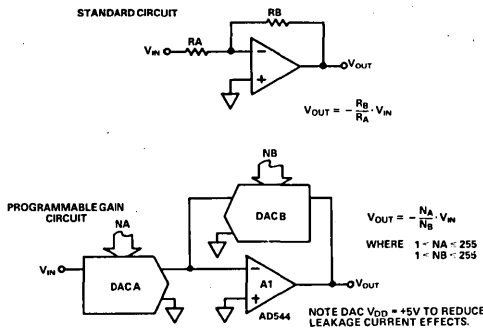 STANDARD CIRCUIT
RB
RA
VIN
−
+
VOUT
VOUT = − RB/RA · VIN
NB
PROGRAMMABLE GAIN
CIRCUIT
NA
DAC B
VOUT = − NA/NB · VIN
WHERE 1 < NA ≤ 255
1 < NB ≤ 255
VIN
DAC A
−
A1
+
AD544
VOUT
NOTE DAC VDD = +5V TO REDUCE
LEAKAGE CURRENT EFFECTS.